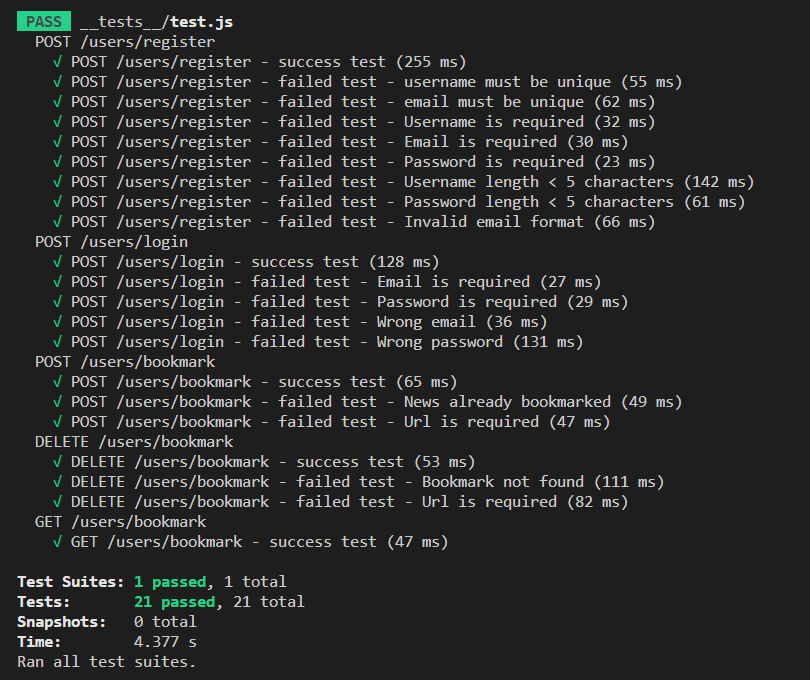 PASS __tests__/test.js
POST /users/register
√ POST /users/register - success test (255 ms)
√ POST /users/register - failed test - username must be unique (55 ms)
√ POST /users/register - failed test - email must be unique (62 ms)
√ POST /users/register - failed test - Username is required (32 ms)
√ POST /users/register - failed test - Email is required (30 ms)
√ POST /users/register - failed test - Password is required (23 ms)
√ POST /users/register - failed test - Username length < 5 characters (142 ms)
√ POST /users/register - failed test - Password length < 5 characters (61 ms)
√ POST /users/register - failed test - Invalid email format (66 ms)
POST /users/login
√ POST /users/login - success test (128 ms)
√ POST /users/login - failed test - Email is required (27 ms)
√ POST /users/login - failed test - Password is required (29 ms)
√ POST /users/login - failed test - Wrong email (36 ms)
√ POST /users/login - failed test - Wrong password (131 ms)
POST /users/bookmark
√ POST /users/bookmark - success test (65 ms)
√ POST /users/bookmark - failed test - News already bookmarked (49 ms)
√ POST /users/bookmark - failed test - Url is required (47 ms)
DELETE /users/bookmark
√ DELETE /users/bookmark - success test (53 ms)
√ DELETE /users/bookmark - failed test - Bookmark not found (111 ms)
√ DELETE /users/bookmark - failed test - Url is required (82 ms)
GET /users/bookmark
√ GET /users/bookmark - success test (47 ms)
Test Suites: 1 passed, 1 total
Tests: 21 passed, 21 total
Snapshots: 0 total
Time: 4.377 s
Ran all test suites.